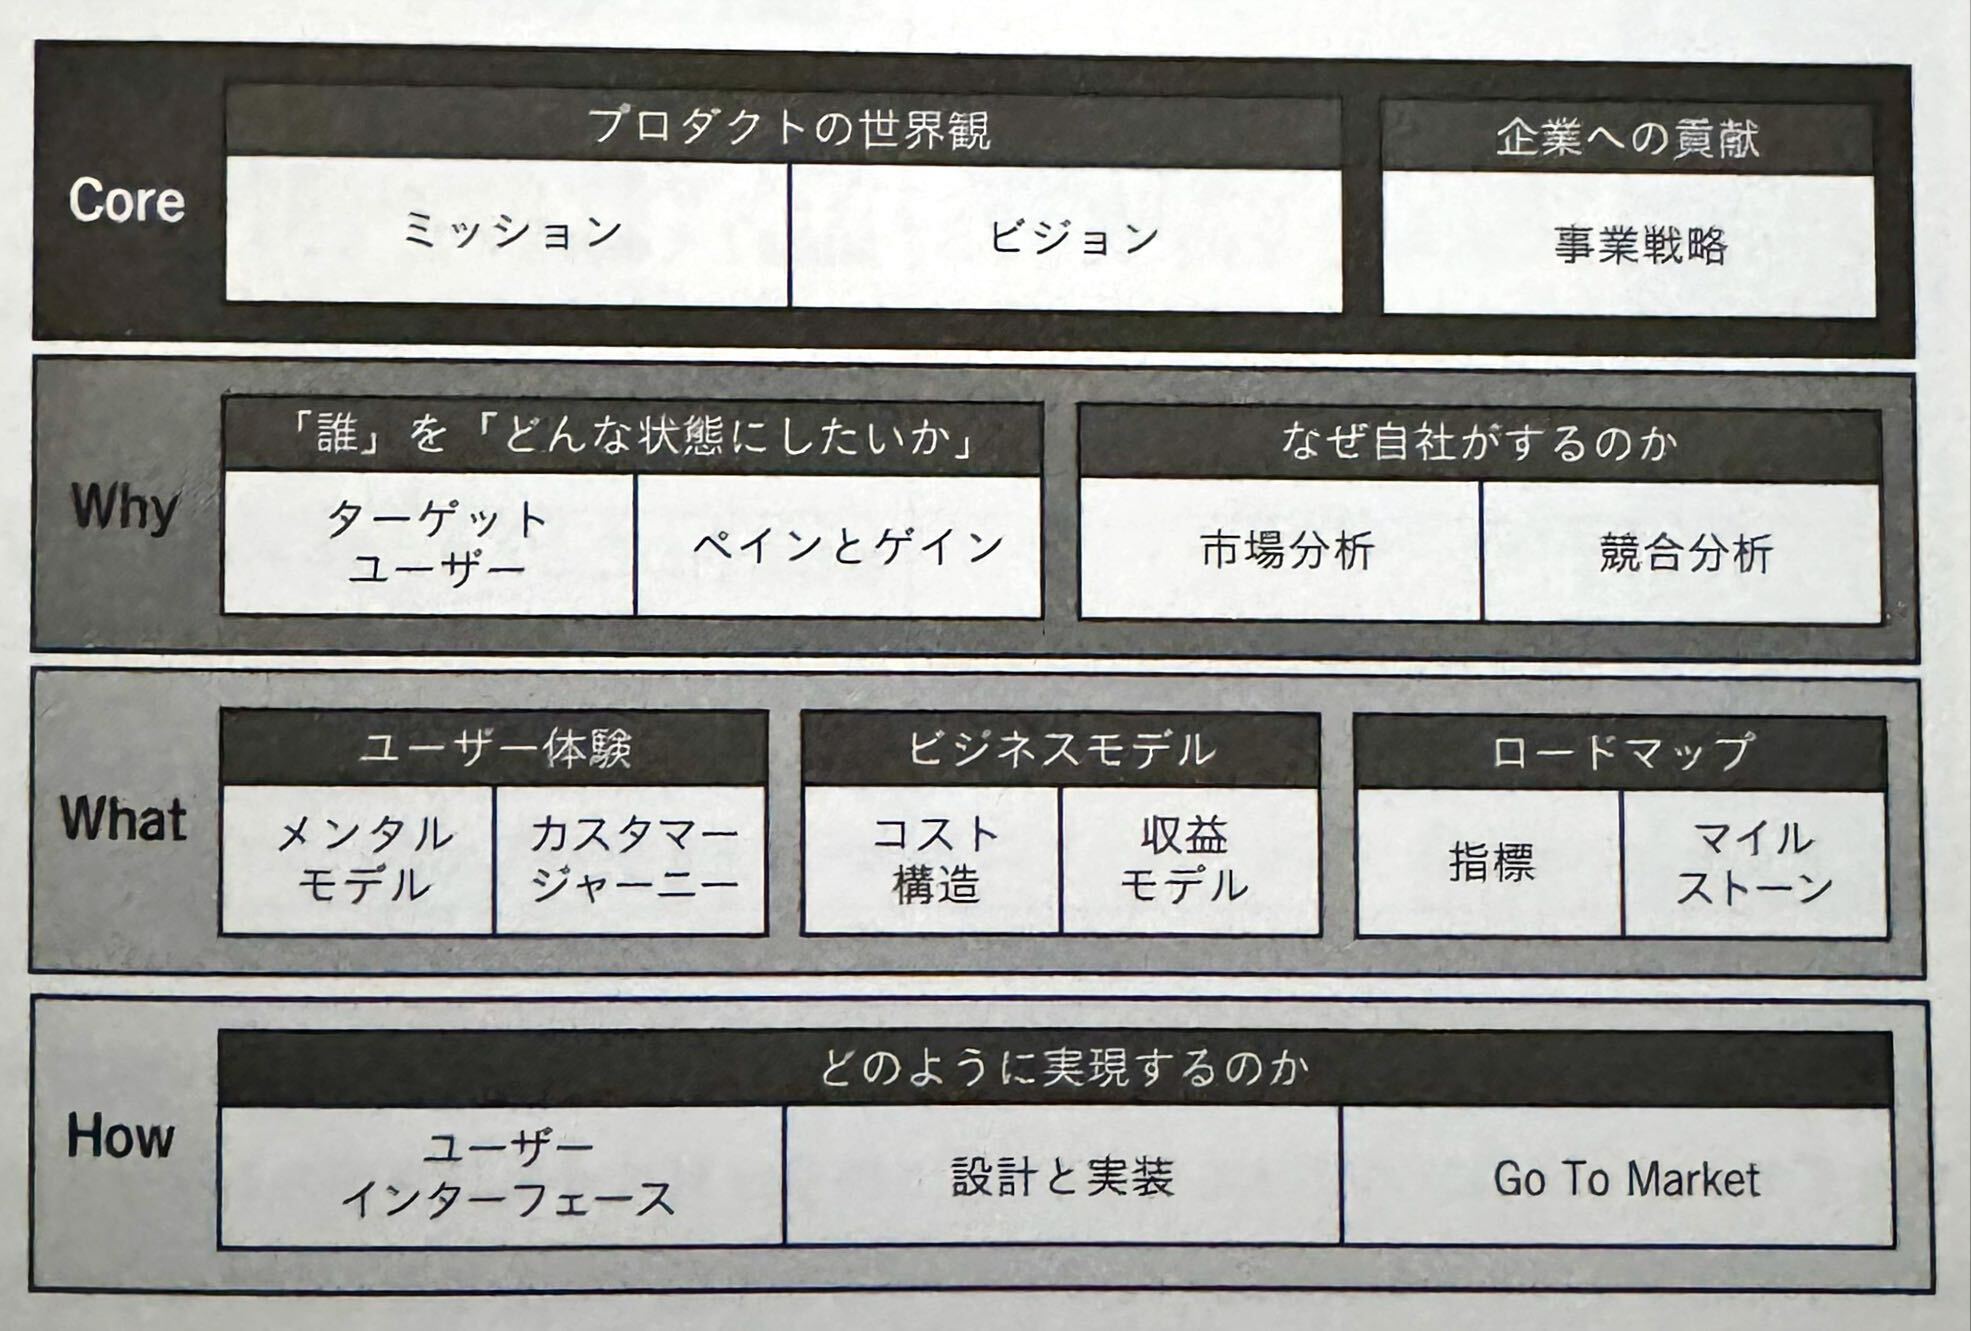 Core
プロダクトの世界観
ミッション
ビジョン
企業への貢献
事業戦略
Why
「誰」を「どんな状態にしたいか」
ターゲット
ユーザー
ペインとゲイン
なぜ自社がするのか
市場分析
競合分析
What
ユーザー体験
メンタル
モデル
カスタマー
ジャーニー
ビジネスモデル
コスト
構造
収益
モデル
ロードマップ
指標
マイル
ストーン
How
どのように実現するのか
ユーザー
インターフェース
設計と実装
Go To Market